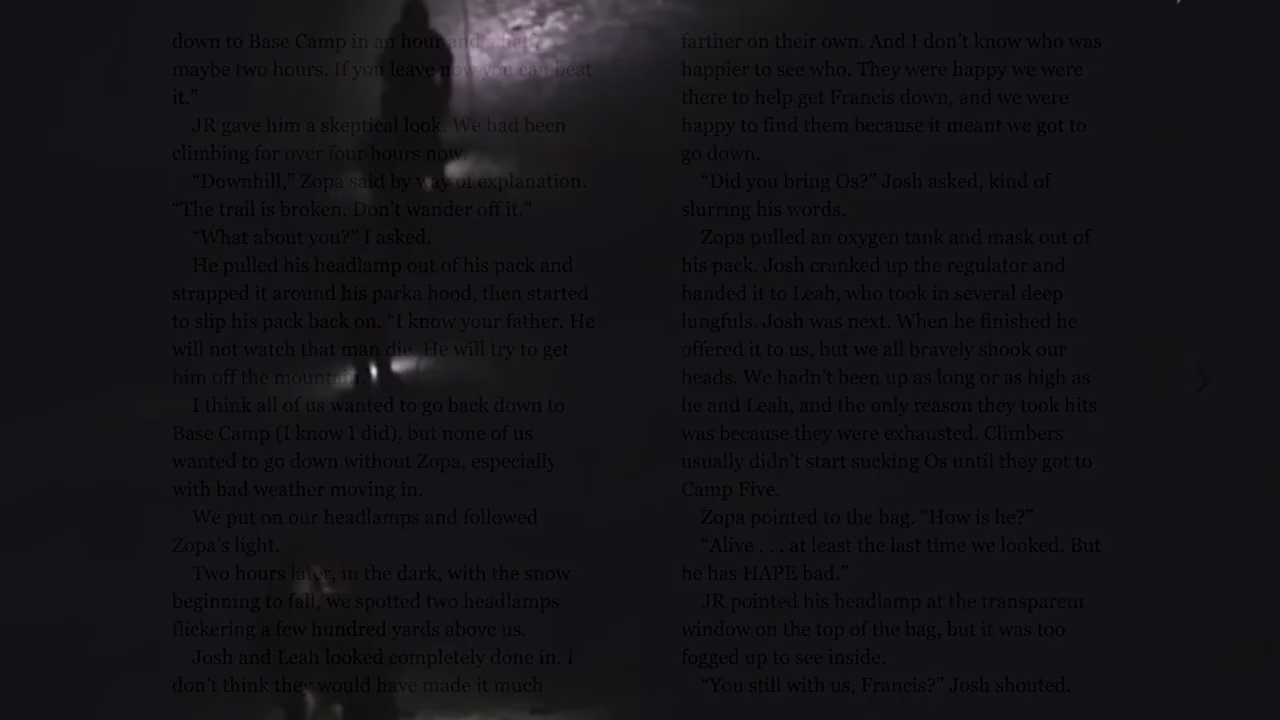 down to Base Camp in an hour and a half,
maybe two hours. If you leave now you can beat
it.”
JR gave him a skeptical look. We had been
climbing for over four hours now.
“Downhill,” Zopa said by way of explanation.
“The trail is broken. Don’t wander off it.”
“What about you?” I asked.
He pulled his headlamp out of his pack and
strapped it around his parka hood, then started
to slip his pack back on. “I know your father. He
will not watch that man die. He will try to get
him off the mountain.”
I think all of us wanted to go back down to
Base Camp (I know I did), but none of us
wanted to go down without Zopa, especially
with bad weather moving in.
We put on our headlamps and followed
Zopa’s light.
Two hours later, in the dark, with the snow
beginning to fall, we spotted two headlamps
flickering a few hundred yards above us.
Josh and Leah looked completely done in. I
don’t think they would have made it much
farther on their own. And I don’t know who was
happier to see who. They were happy we were
there to help get Francis down, and we were
happy to find them because it meant we got to
go down.
“Did you bring Os?” Josh asked, kind of
slurring his words.
Zopa pulled an oxygen tank and mask out of
his pack. Josh cranked up the regulator and
handed it to Leah, who took in several deep
lungfuls. Josh was next. When he finished he
offered it to us, but we all bravely shook our
heads. We hadn’t been up as long or as high as
he and Leah, and the only reason they took hits
was because they were exhausted. Climbers
usually didn’t start sucking Os until they got to
Camp Five.
Zopa pointed to the bag. “How is he?”
“Alive . . . at least the last time we looked. But
he has HAPE bad.”
JR pointed his headlamp at the transparent
window on the top of the bag, but it was too
fogged up to see inside.
“You still with us, Francis?” Josh shouted.